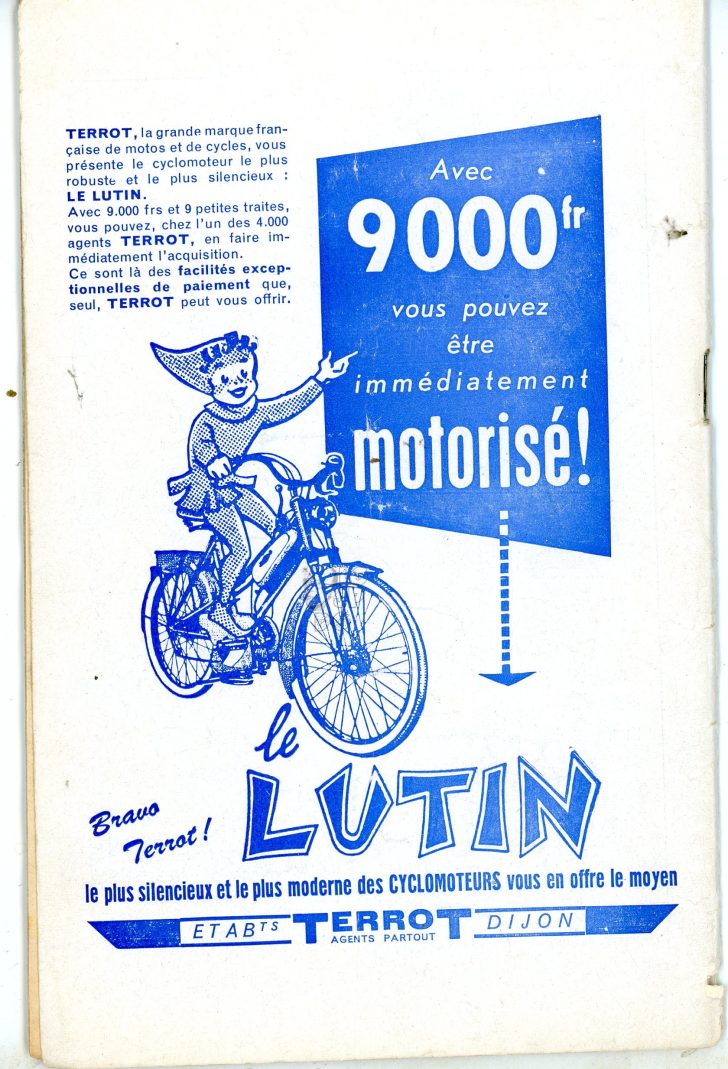 TERROT, la grande marque fran-
çaise de motos et de cycles, vous
présente le cyclomoteur le plus
robuste et le plus silencieux :
LE LUTIN.
Avec 9.000 frs et 9 petites traites,
vous pouvez, chez l'un des 4.000
agents TERROT, en faire im-
médiatement l'acquisition.
Ce sont là des facilités excep-
tionnelles de paiement que,
seul, TERROT peut vous offrir.
Avec
9000 fr
vous pouvez
être
immédiatement
motorisé!
le
LUTIN
Bravo
Terrot!
le plus silencieux et le plus moderne des CYCLOMOTEURS vous en offre le moyen
ETABTS TERROT DIJON
AGENTS PARTOUT